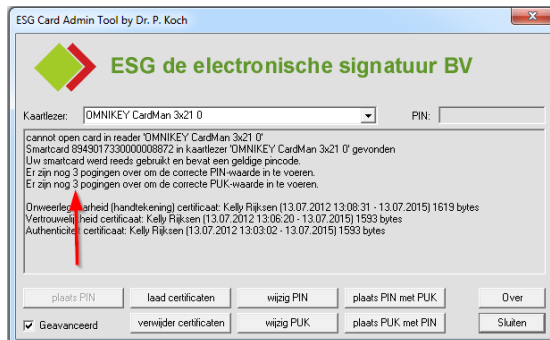 ESG Card Admin Tool by Dr. P. Koch
ESG de electronische signatuur BV
Kaartlezer: OMNIKEY CardMan 3x21 0 PIN:
cannot open card in reader 'OMNIKEY CardMan 3x21 0'
Smartcard 8949017330000008872 in kaartlezer 'OMNIKEY CardMan 3x21 0' gevonden
Uw smartcard werd reeds gebruikt en bevat een geldige pincode.
Er zijn nog 3 pogingen over om de correcte PIN-waarde in te voeren.
Er zijn nog 3 pogingen over om de correcte PUK-waarde in te voeren.
Onweerlegbaarheid (handtekening) certificaat: Kelly Rijksen (13.07.2012 13:08:31 - 13.07.2015) 1619 bytes
Vertrouwelijkheid certificaat: Kelly Rijksen (13.07.2012 13:06:20 - 13.07.2015) 1593 bytes
Authenticiteit certificaat: Kelly Rijksen (13.07.2012 13:03:02 - 13.07.2015) 1593 bytes
plaats PIN laad certificaten wijzig PIN plaats PIN met PUK Over
Geavanceerd verwijder certificaten wijzig PUK plaats PUK met PIN Sluiten